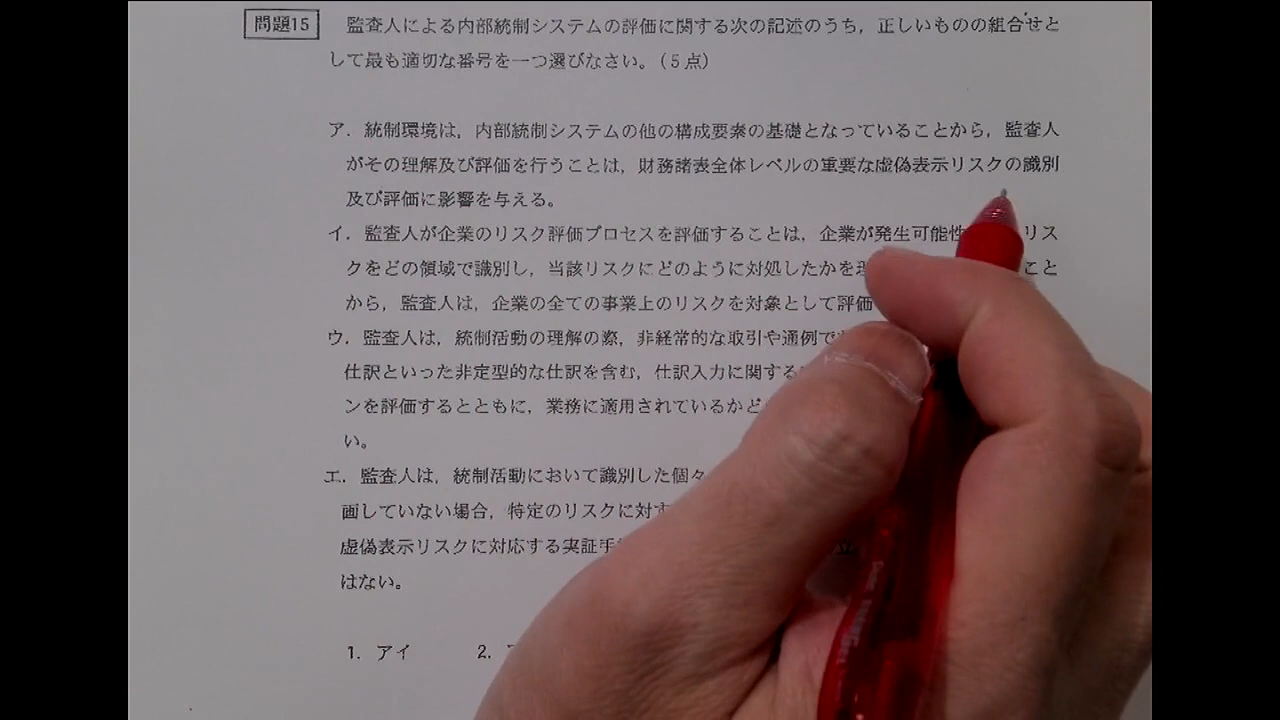 問題15 監査人による内部統制システムの評価に関する次の記述のうち，正しいものの組合せと
して最も適切な番号を一つ選びなさい。（5点）
ア．統制環境は，内部統制システムの他の構成要素の基礎となっていることから，監査人
がその理解及び評価を行うことは，財務諸表全体レベルの重要な虚偽表示リスクの識別
及び評価に影響を与える。
イ．監査人が企業のリスク評価プロセスを評価することは，企業が発生可能性 リス
クをどの領域で識別し，当該リスクにどのように対処したかを理 こと
から，監査人は，企業の全ての事業上のリスクを対象として評価
ウ．監査人は，統制活動の理解の際，非経常的な取引や通例で
仕訳といった非定型的な仕訳を含む，仕訳入力に関する
ンを評価するとともに，業務に適用されているかど
い。
エ．監査人は，統制活動において識別した個々
画していない場合，特定のリスクに対す
虚偽表示リスクに対応する実証手
はない。
1. アイ 2.